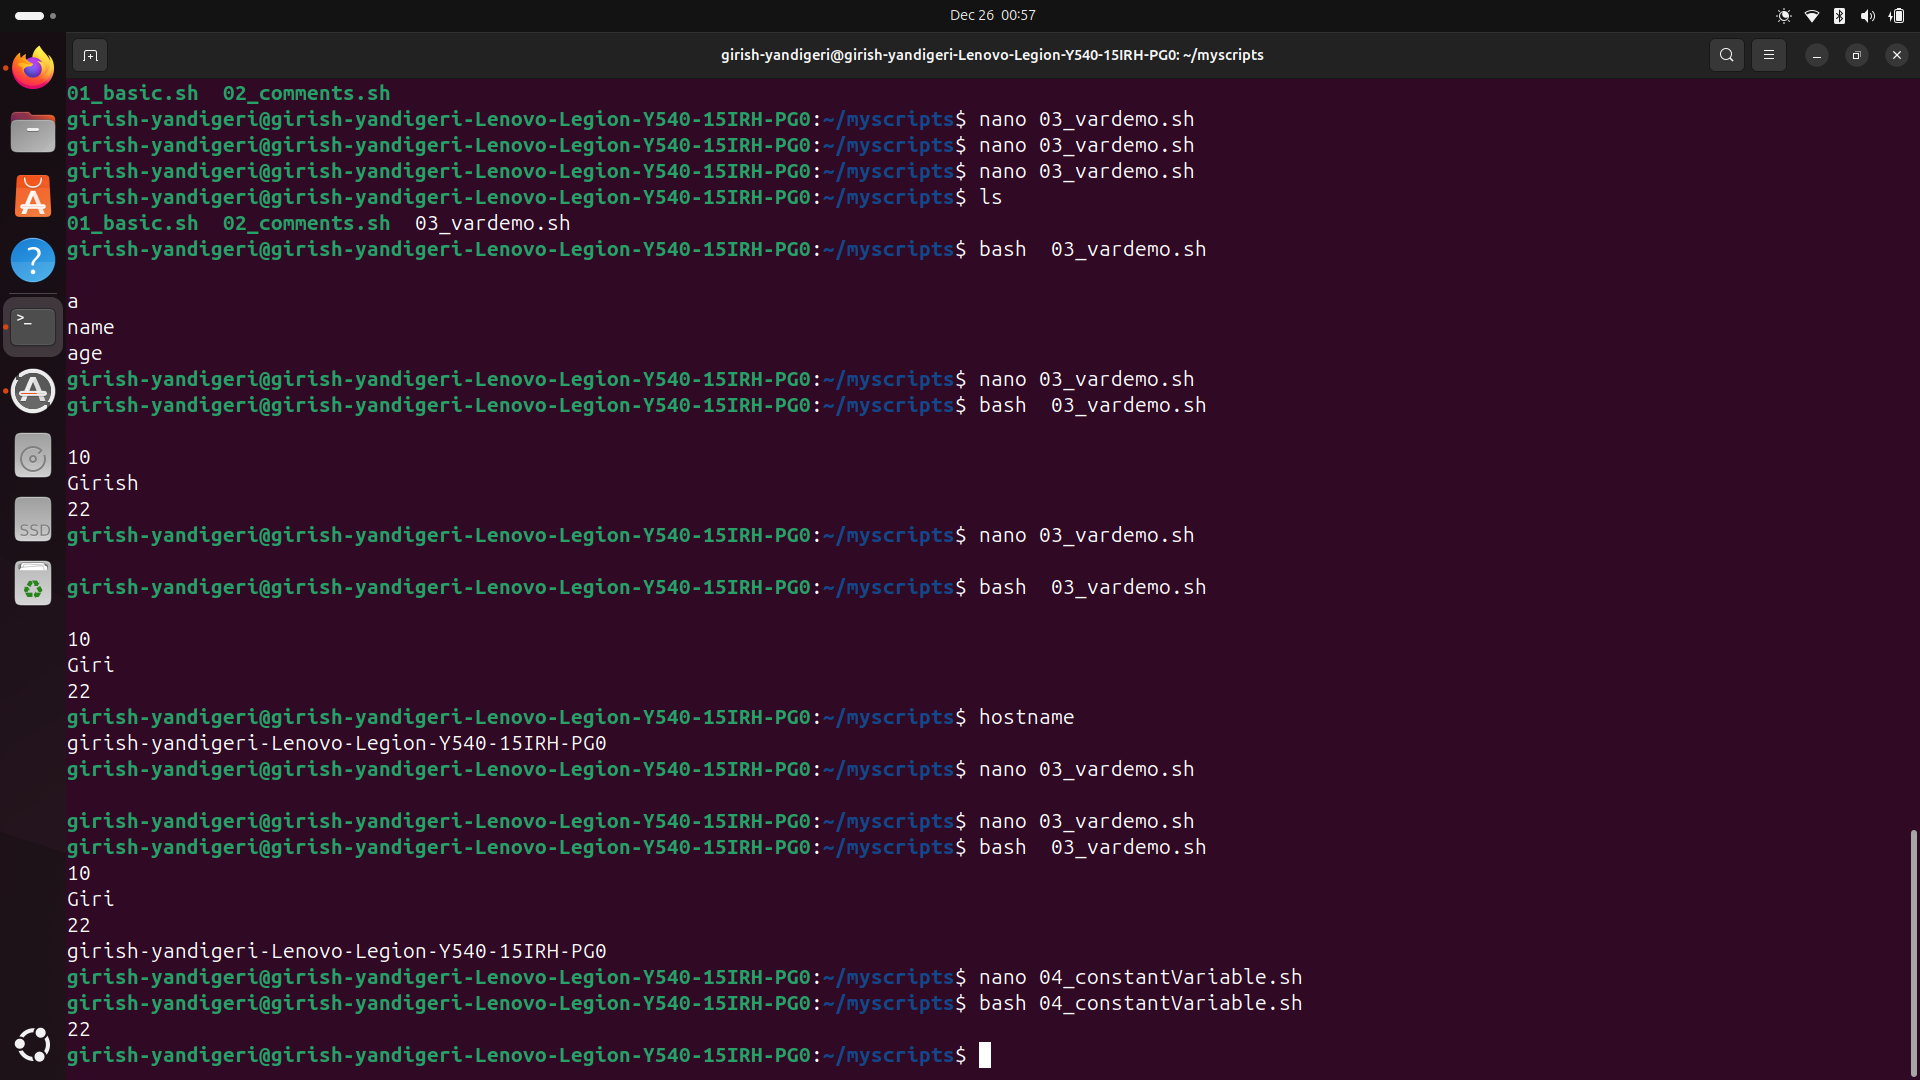 Dec 26  00:57
girish-yandigeri@girish-yandigeri-Lenovo-Legion-Y540-15IRH-PG0: ~/myscripts
01_basic.sh  02_comments.sh
girish-yandigeri@girish-yandigeri-Lenovo-Legion-Y540-15IRH-PG0:~/myscripts$ nano 03_vardemo.sh
girish-yandigeri@girish-yandigeri-Lenovo-Legion-Y540-15IRH-PG0:~/myscripts$ nano 03_vardemo.sh
girish-yandigeri@girish-yandigeri-Lenovo-Legion-Y540-15IRH-PG0:~/myscripts$ nano 03_vardemo.sh
girish-yandigeri@girish-yandigeri-Lenovo-Legion-Y540-15IRH-PG0:~/myscripts$ ls
01_basic.sh  02_comments.sh  03_vardemo.sh
girish-yandigeri@girish-yandigeri-Lenovo-Legion-Y540-15IRH-PG0:~/myscripts$ bash  03_vardemo.sh
a
name
age
girish-yandigeri@girish-yandigeri-Lenovo-Legion-Y540-15IRH-PG0:~/myscripts$ nano 03_vardemo.sh
girish-yandigeri@girish-yandigeri-Lenovo-Legion-Y540-15IRH-PG0:~/myscripts$ bash  03_vardemo.sh
10
Girish
22
girish-yandigeri@girish-yandigeri-Lenovo-Legion-Y540-15IRH-PG0:~/myscripts$ nano 03_vardemo.sh
girish-yandigeri@girish-yandigeri-Lenovo-Legion-Y540-15IRH-PG0:~/myscripts$ bash  03_vardemo.sh
10
Giri
22
girish-yandigeri@girish-yandigeri-Lenovo-Legion-Y540-15IRH-PG0:~/myscripts$ hostname
girish-yandigeri-Lenovo-Legion-Y540-15IRH-PG0
girish-yandigeri@girish-yandigeri-Lenovo-Legion-Y540-15IRH-PG0:~/myscripts$ nano 03_vardemo.sh
girish-yandigeri@girish-yandigeri-Lenovo-Legion-Y540-15IRH-PG0:~/myscripts$ nano 03_vardemo.sh
girish-yandigeri@girish-yandigeri-Lenovo-Legion-Y540-15IRH-PG0:~/myscripts$ bash  03_vardemo.sh
10
Giri
22
girish-yandigeri-Lenovo-Legion-Y540-15IRH-PG0
girish-yandigeri@girish-yandigeri-Lenovo-Legion-Y540-15IRH-PG0:~/myscripts$ nano 04_constantVariable.sh
girish-yandigeri@girish-yandigeri-Lenovo-Legion-Y540-15IRH-PG0:~/myscripts$ bash 04_constantVariable.sh
22
girish-yandigeri@girish-yandigeri-Lenovo-Legion-Y540-15IRH-PG0:~/myscripts$
SSD